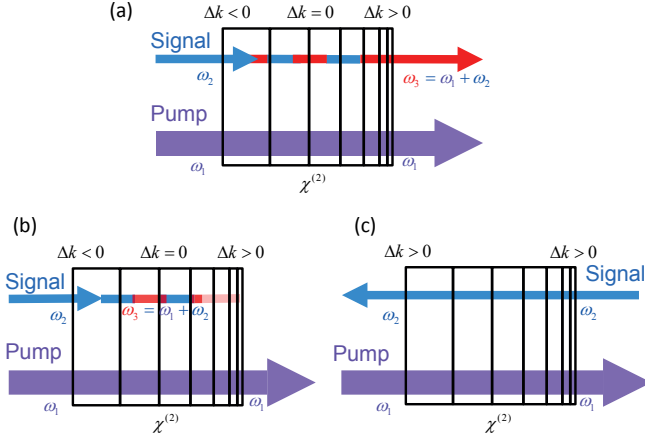 (a)
Δk < 0 Δk = 0 Δk > 0
Signal
ω₂
ω₃ = ω₁ + ω₂
Pump
ω₁ ω₁
χ⁽²⁾
(b)
Δk < 0 Δk = 0 Δk > 0
Signal
ω₂
ω₃ = ω₁ + ω₂
Pump
ω₁ ω₁
χ⁽²⁾
(c)
Δk > 0 Δk > 0
Signal
ω₂ ω₂
Pump
ω₁ ω₁
χ⁽²⁾